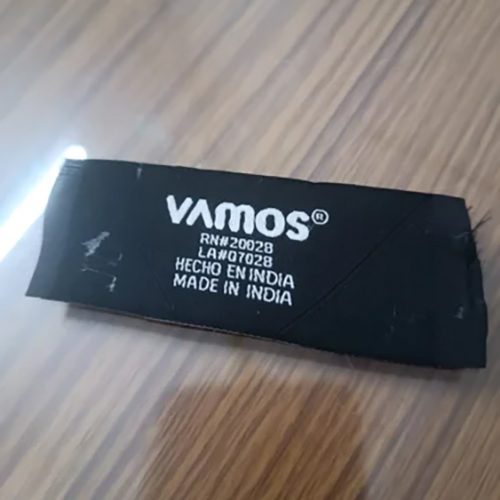 VAMOS®
RN#20028
LA#07028
HECHO EN INDIA
MADE IN INDIA